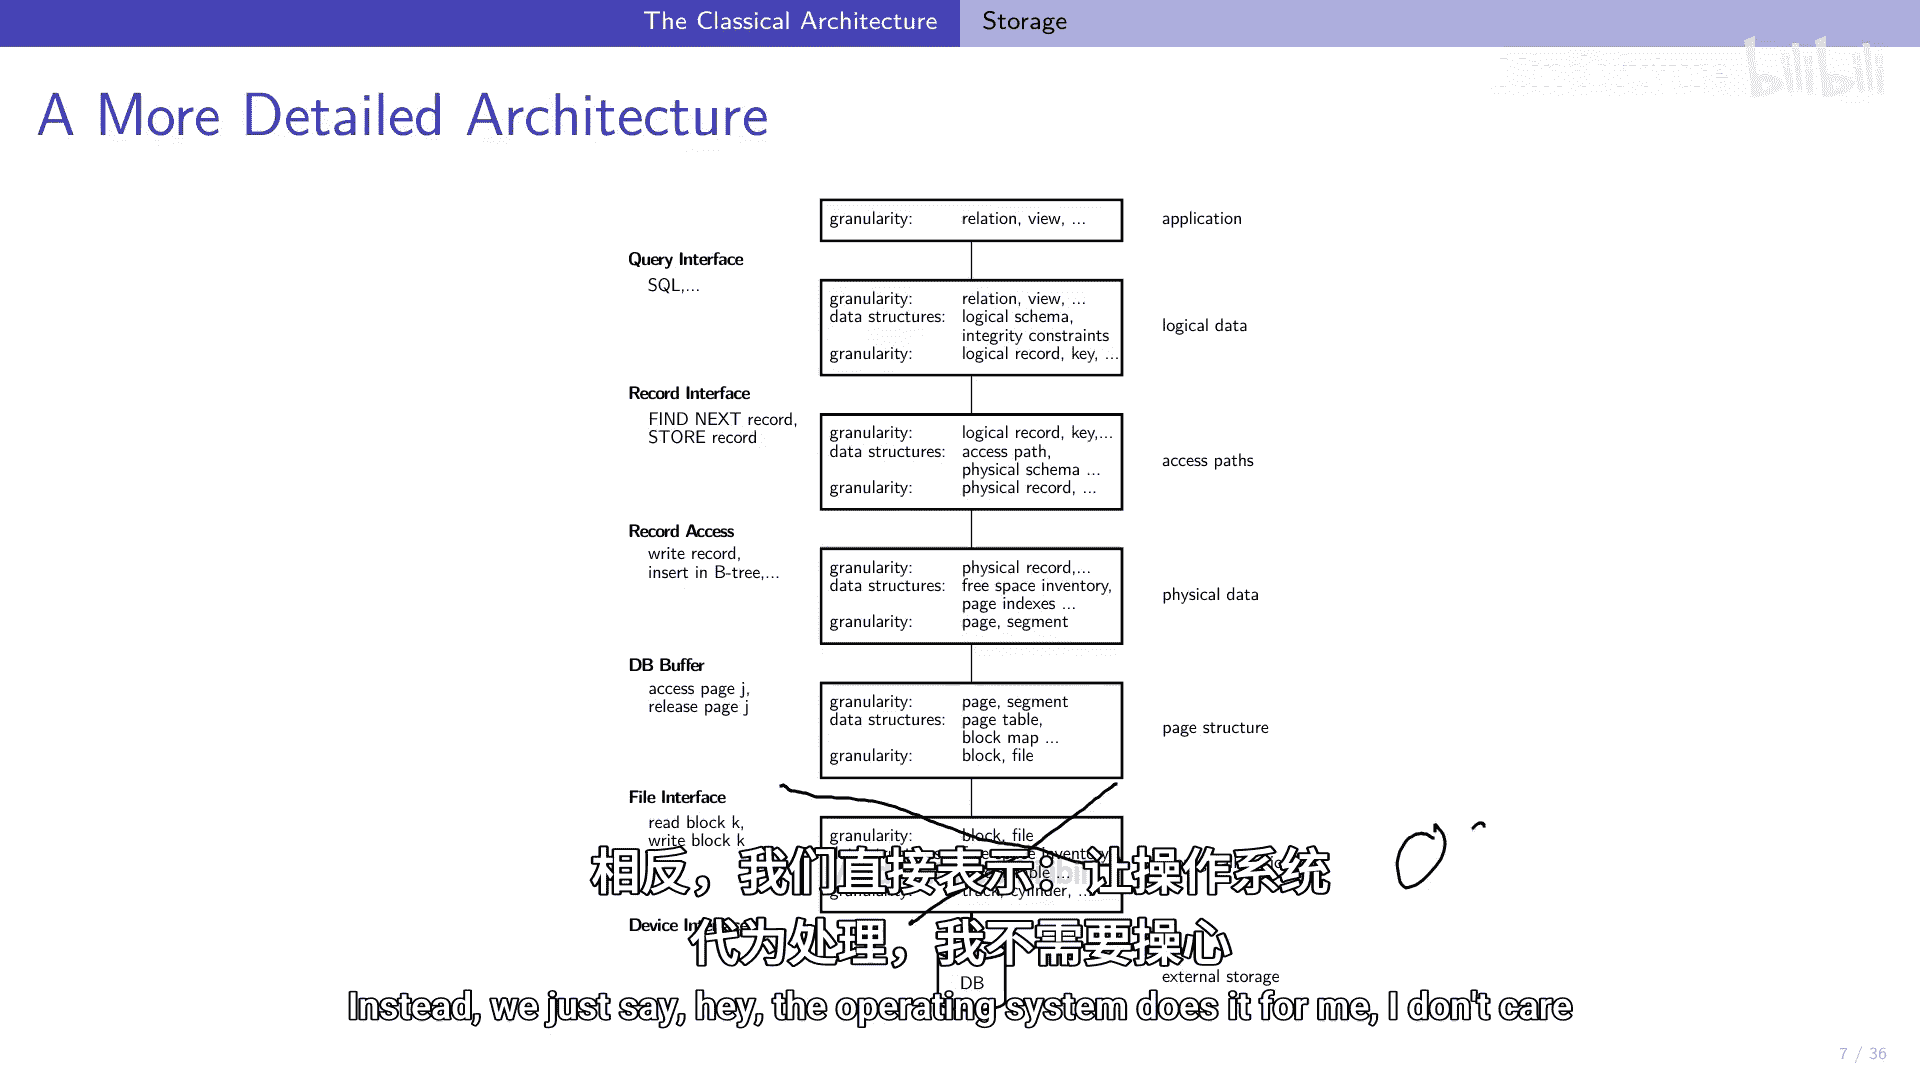 The Classical Architecture
Storage
bilibili
A More Detailed Architecture
granularity: relation, view, ...
application
Query Interface
SQL,...
granularity: relation, view, ...
data structures: logical schema,
integrity constraints
granularity: logical record, key, ...
logical data
Record Interface
FIND NEXT record,
STORE record
granularity: logical record, key,...
data structures: access path,
physical schema ...
granularity: physical record, ...
access paths
Record Access
write record,
insert in B-tree,...
granularity: physical record,...
data structures: free space inventory,
page indexes ...
granularity: page, segment
physical data
DB Buffer
access page j,
release page j
granularity: page, segment
data structures: page table,
block map ...
granularity: block, file
page structure
File Interface
read block k,
write block k
granularity: block, file
inventory
track, cylinder, ...
Device
DB
external storage
相反，我们直接表示：让操作系统
代为处理，我不需要操心
Instead, we just say, hey, the operating system does it for me, I don't care
7 / 36